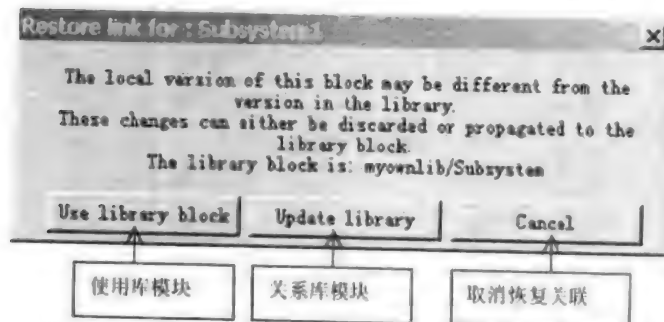 Restore link for : Subsystem1
The local version of this block may be different from the
version in the library.
These changes can either be discarded or propagated to the
library block.
The library block is: myownlib/Subsystem
Use library block
Update library
Cancel
使用库模块
关系库模块
取消恢复关联